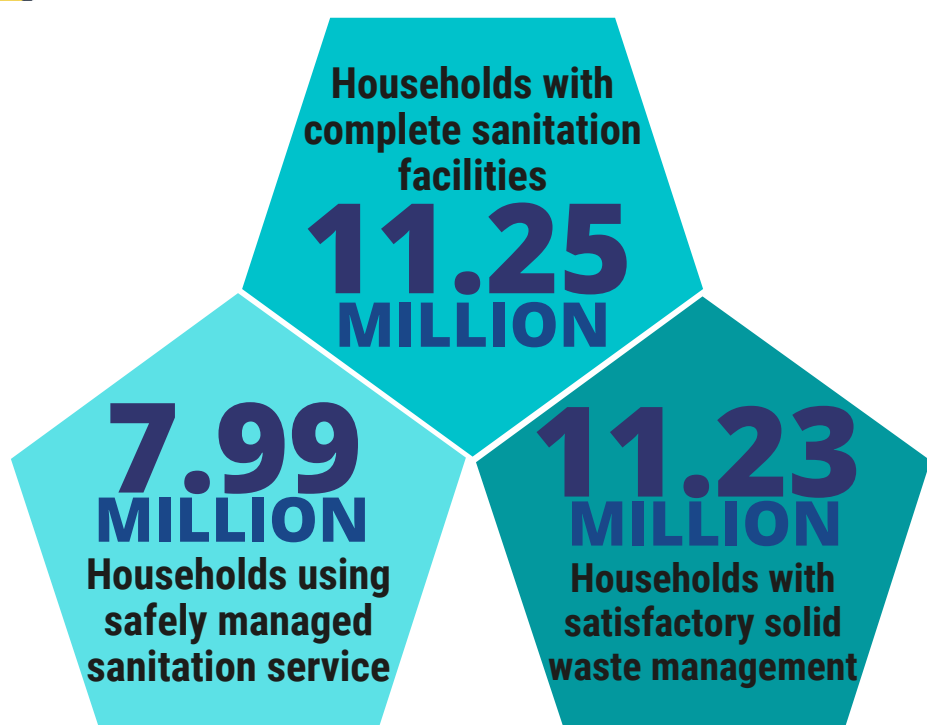 Households with
complete sanitation
facilities
11.25
MILLION
7.99
MILLION
Households using
safely managed
sanitation service
11.23
MILLION
Households with
satisfactory solid
waste management